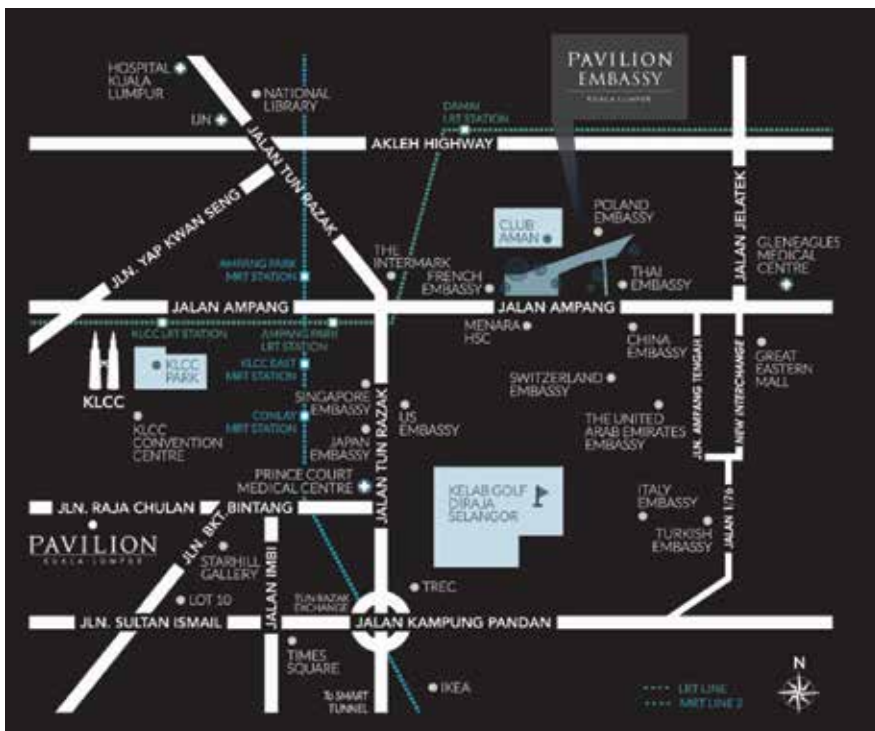 HOSPITAL
KUALA
LUMPUR
NATIONAL
LIBRARY
IJN
DAMAI
LRT STATION
PAVILION
EMBASSY
KUALA LUMPUR
AKLEH HIGHWAY
JALAN TUN RAZAK
JLN. YAP KWAN SENG
JALAN JELATEK
CLUB
AMAN
POLAND
EMBASSY
GLENEAGLES
MEDICAL
CENTRE
AMPANG PARK
MRT STATION
THE
INTERMARK
FRENCH
EMBASSY
THAI
EMBASSY
JALAN AMPANG
JALAN AMPANG
KLCC LRT STATION
AMPANG PARK
LRT STATION
MENARA
HSC
CHINA
EMBASSY
GREAT
EASTERN
MALL
KLCC
PARK
KLCC EAST
MRT STATION
KLCC
SWITZERLAND
EMBASSY
JLN. AMPANG TENGAH
NEW INTERCHANGE
SINGAPORE
EMBASSY
US
EMBASSY
THE UNITED
ARAB EMIRATES
EMBASSY
KLCC
CONVENTION
CENTRE
CONLAY
MRT STATION
JAPAN
EMBASSY
JALAN TUN RAZAK
PRINCE COURT
MEDICAL CENTRE
KELAB GOLF
DIRAJA
SELANGOR
ITALY
EMBASSY
TURKISH
EMBASSY
JALAN 1/76
JLN. RAJA CHULAN
JLN. BKT.
BINTANG
PAVILION
KUALA LUMPUR
STARHILL
GALLERY
JALAN IMBI
LOT 10
TUN RAZAK
EXCHANGE
TREC
JLN. SULTAN ISMAIL
JALAN KAMPUNG PANDAN
TIMES
SQUARE
To SMART
TUNNEL
IKEA
N
LRT LINE
MRT LINE 2